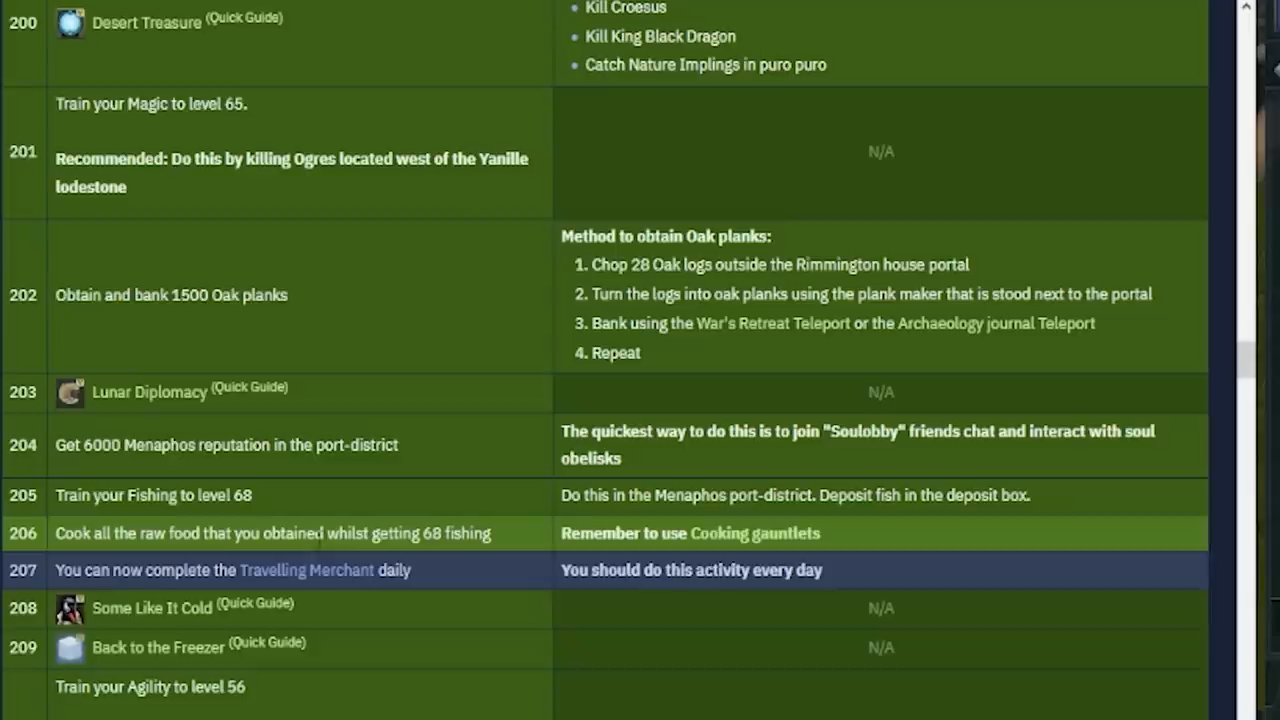 200 Desert Treasure (Quick Guide)
• Kill Croesus
• Kill King Black Dragon
• Catch Nature Implings in puro puro
201
Train your Magic to level 65.
Recommended: Do this by killing Ogres located west of the Yanille
lodestone
N/A
202 Obtain and bank 1500 Oak planks
Method to obtain Oak planks:
1. Chop 28 Oak logs outside the Rimmington house portal
2. Turn the logs into oak planks using the plank maker that is stood next to the portal
3. Bank using the War's Retreat Teleport or the Archaeology journal Teleport
4. Repeat
203 Lunar Diplomacy (Quick Guide) N/A
204 Get 6000 Menaphos reputation in the port-district
The quickest way to do this is to join "Soulobby" friends chat and interact with soul
obelisks
205 Train your Fishing to level 68 Do this in the Menaphos port-district. Deposit fish in the deposit box.
206 Cook all the raw food that you obtained whilst getting 68 fishing Remember to use Cooking gauntlets
207 You can now complete the Travelling Merchant daily You should do this activity every day
208 Some Like It Cold (Quick Guide) N/A
209 Back to the Freezer (Quick Guide) N/A
Train your Agility to level 56